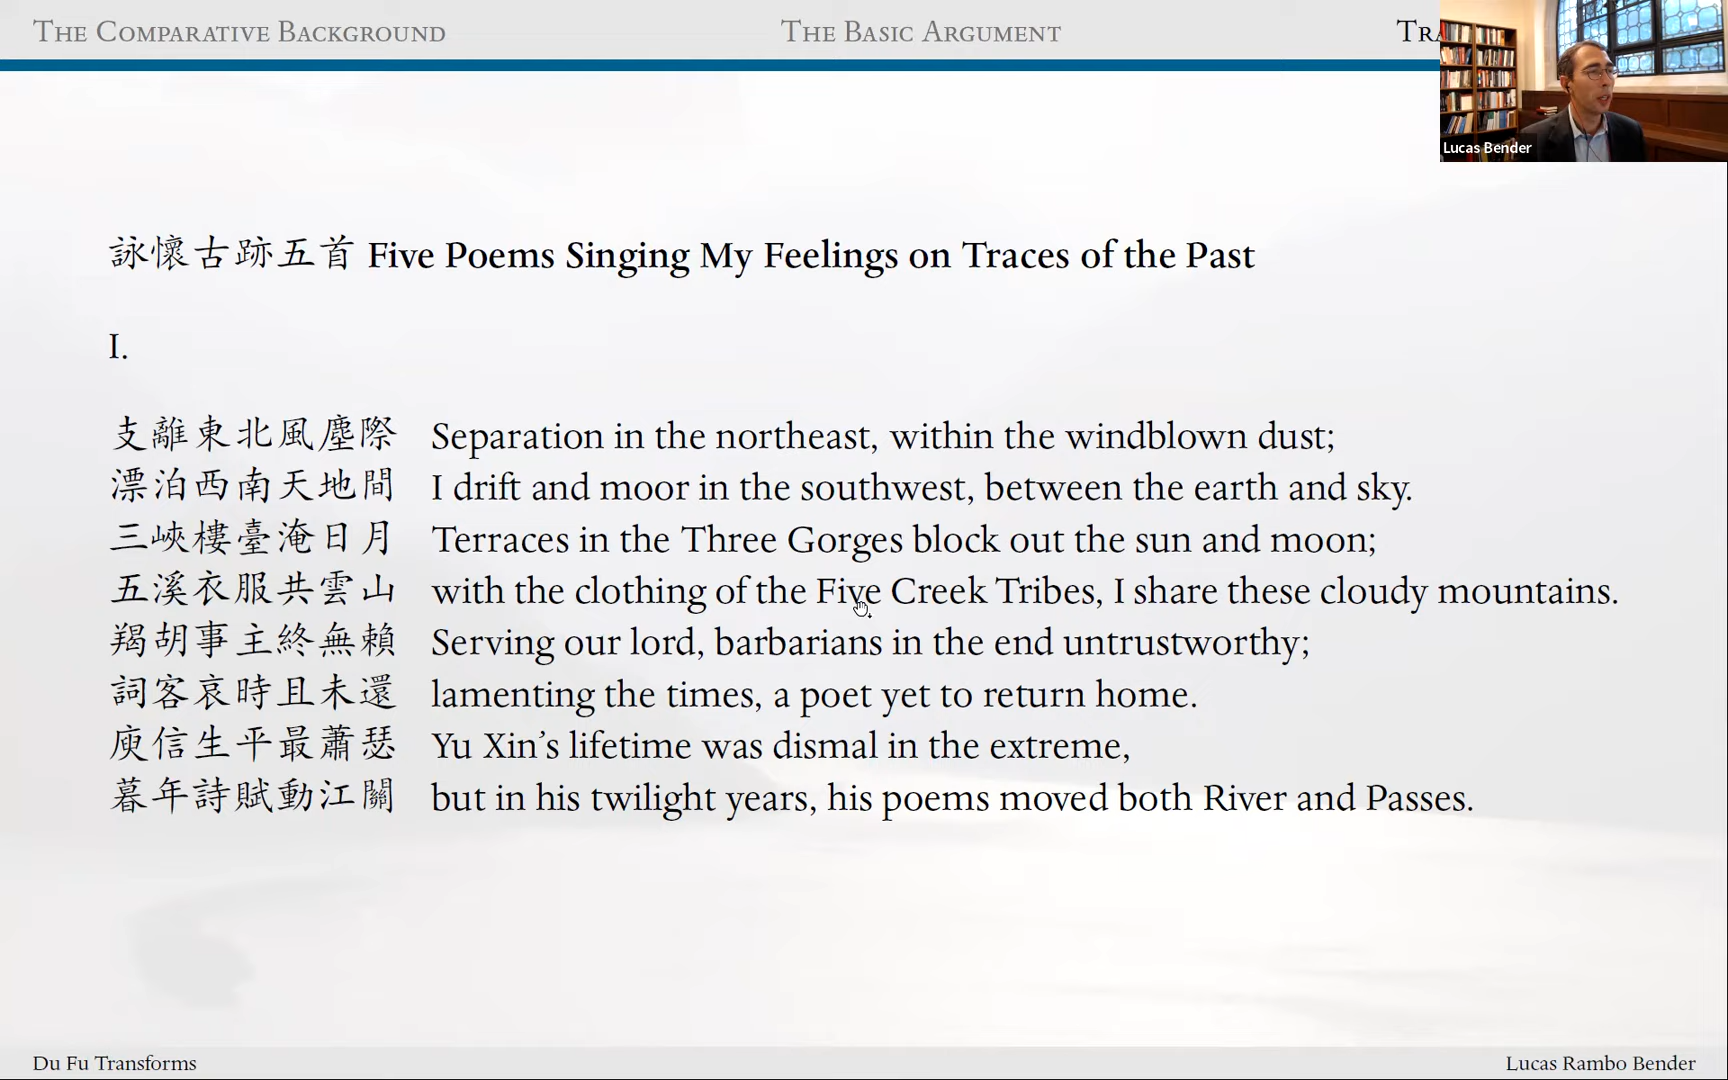 The Comparative Background
The Basic Argument
Lucas Bender
詠懷古跡五首 Five Poems Singing My Feelings on Traces of the Past
I.
支離東北風塵際 Separation in the northeast, within the windblown dust;
漂泊西南天地間 I drift and moor in the southwest, between the earth and sky.
三峽樓臺淹日月 Terraces in the Three Gorges block out the sun and moon;
五溪衣服共雲山 with the clothing of the Five Creek Tribes, I share these cloudy mountains.
羯胡事主終無賴 Serving our lord, barbarians in the end untrustworthy;
詞客哀時且未還 lamenting the times, a poet yet to return home.
庾信生平最蕭瑟 Yu Xin's lifetime was dismal in the extreme,
暮年詩賦動江關 but in his twilight years, his poems moved both River and Passes.
Du Fu Transforms
Lucas Rambo Bender